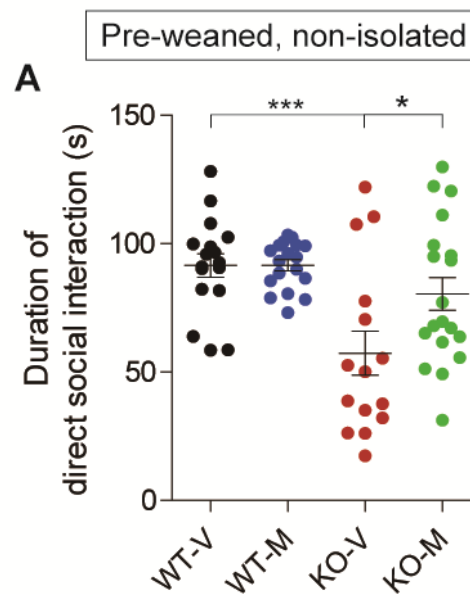 Pre-weaned, non-isolated
A
Duration of
direct social interaction (s)
150
100
50
0
***
*
WT-V
WT-M
KO-V
KO-M